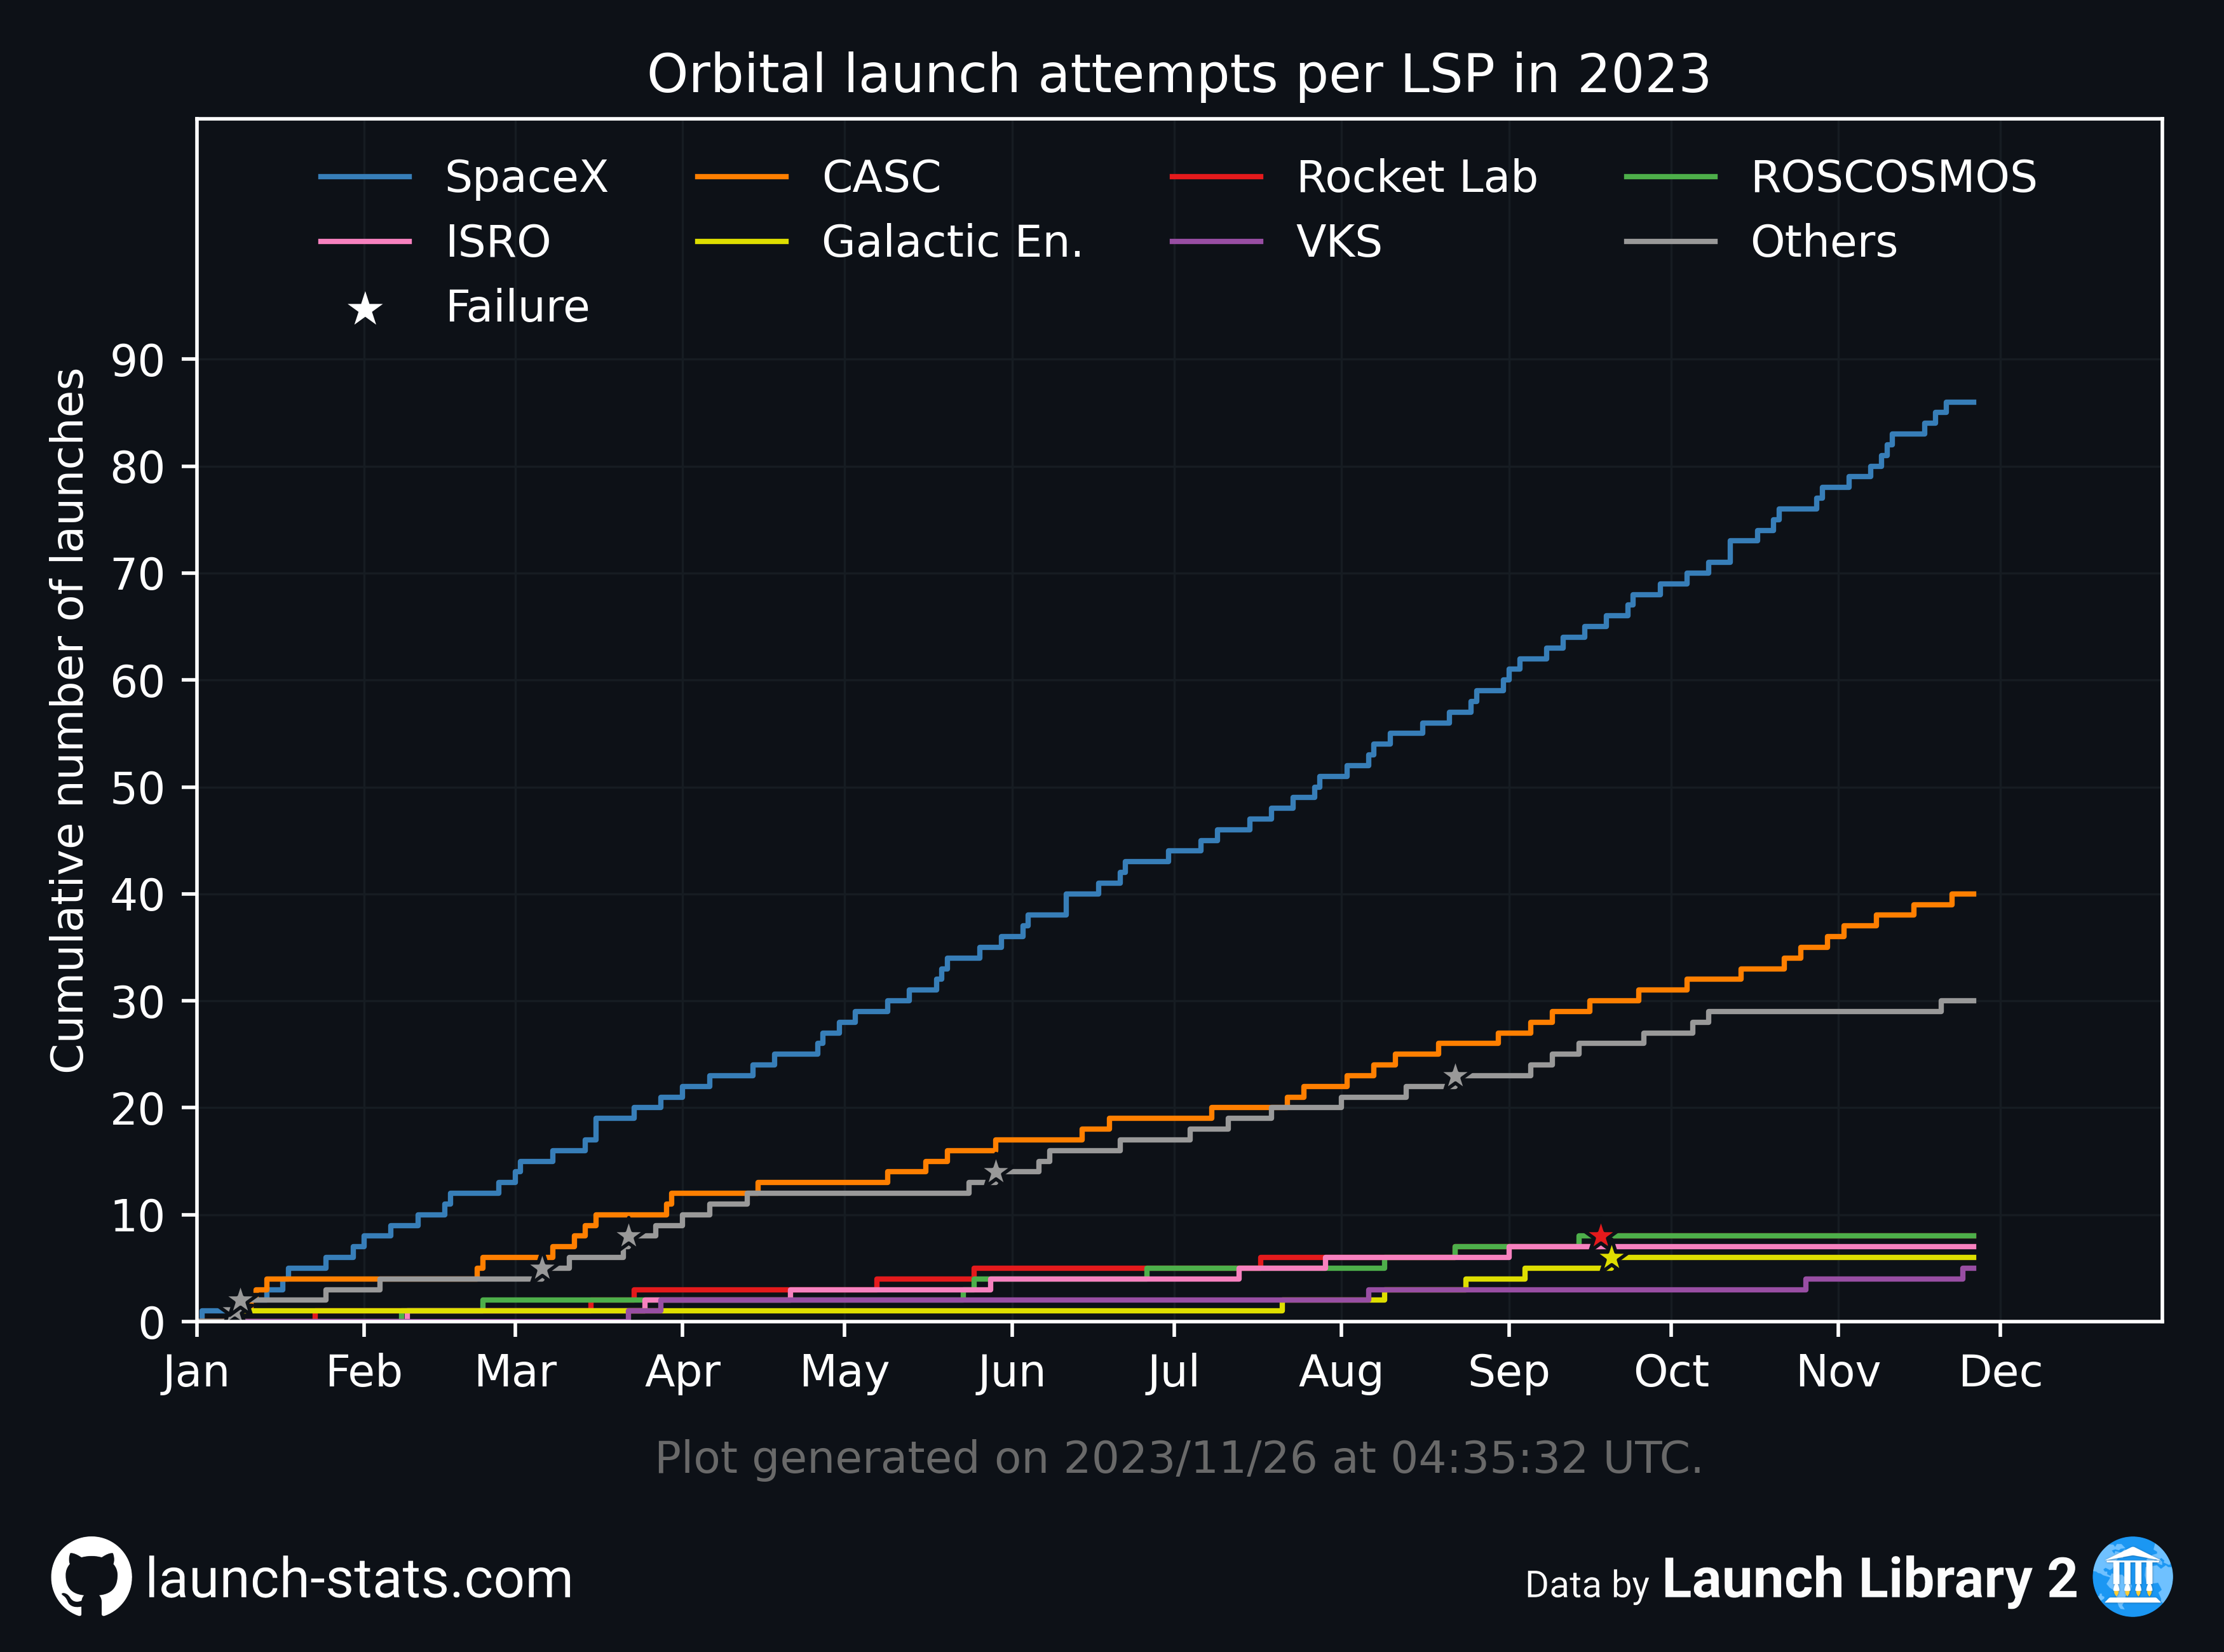 Orbital launch attempts per LSP in 2023
SpaceX CASC Rocket Lab ROSCOSMOS
ISRO Galactic En. VKS Others
Failure
Cumulative number of launches
90
80
70
60
50
40
30
20
10
0
Jan Feb Mar Apr May Jun Jul Aug Sep Oct Nov Dec
Plot generated on 2023/11/26 at 04:35:32 UTC.
launch-stats.com
Data by Launch Library 2